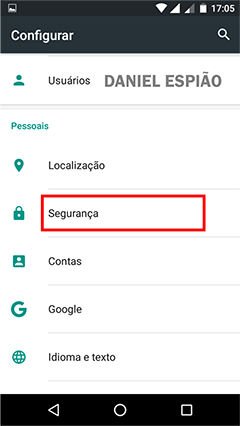 17:05
Configurar
Usuários DANIEL ESPIÃO
Pessoais
Localização
Segurança
Contas
Google
Idioma e texto